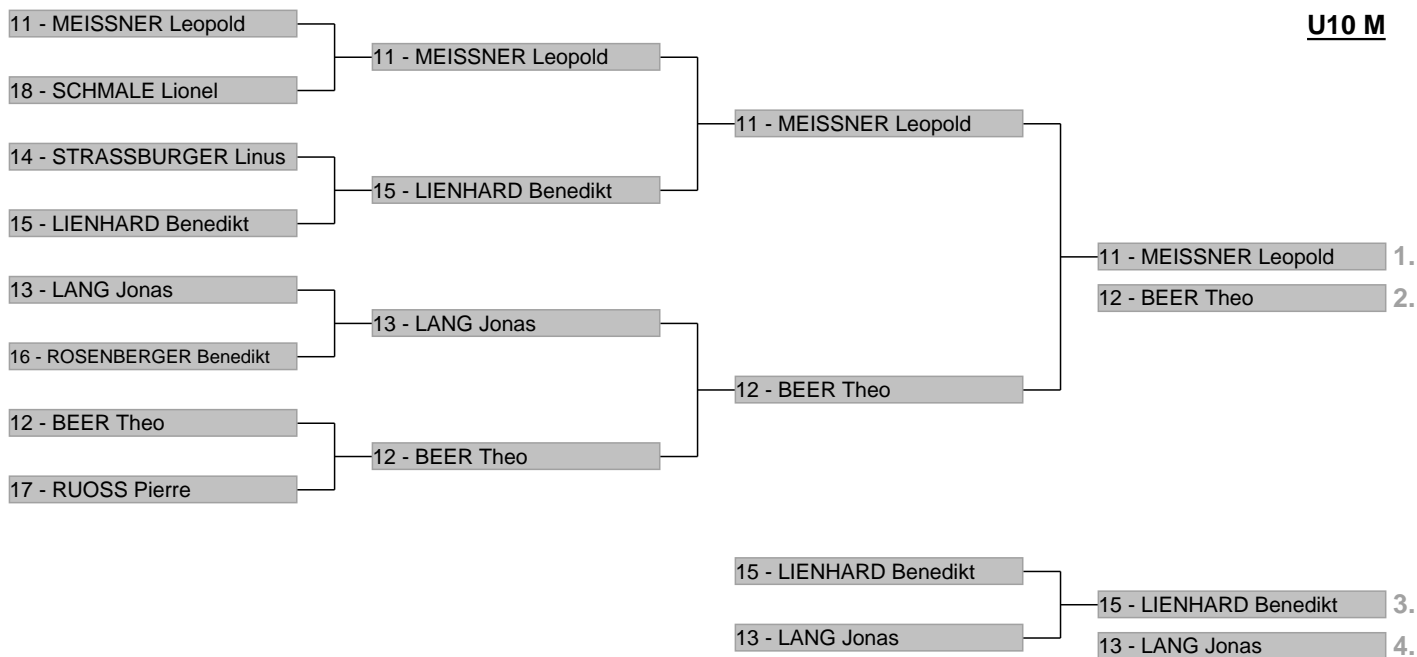 U10 M
11 - MEISSNER Leopold
18 - SCHMALE Lionel
14 - STRASSBURGER Linus
15 - LIENHARD Benedikt
13 - LANG Jonas
16 - ROSENBERGER Benedikt
12 - BEER Theo
17 - RUOSS Pierre
11 - MEISSNER Leopold
15 - LIENHARD Benedikt
13 - LANG Jonas
12 - BEER Theo
11 - MEISSNER Leopold
12 - BEER Theo
11 - MEISSNER Leopold 1.
12 - BEER Theo 2.
15 - LIENHARD Benedikt
13 - LANG Jonas
15 - LIENHARD Benedikt 3.
13 - LANG Jonas 4.